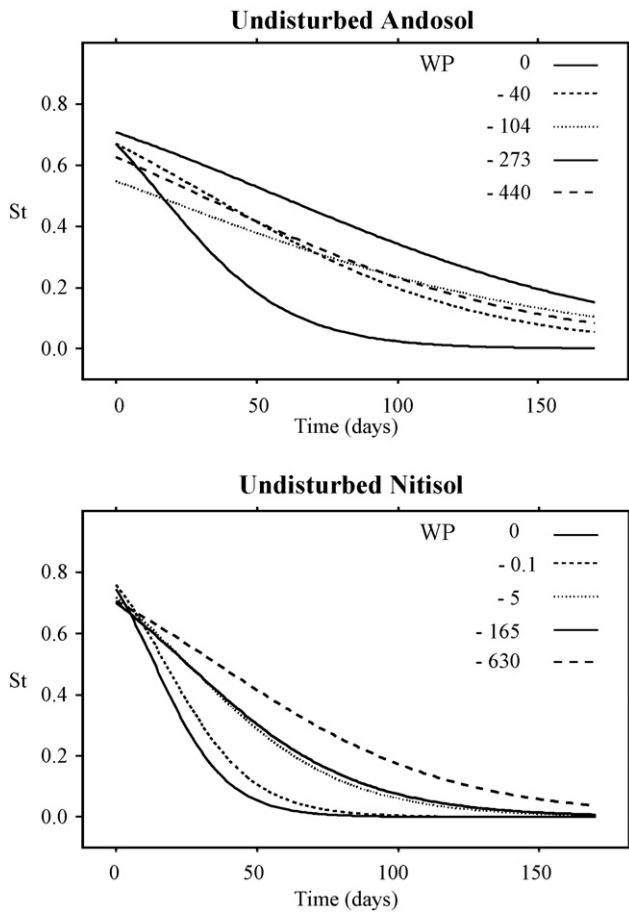 Undisturbed Andosol
WP 0
- 40
- 104
- 273
- 440
0.8
0.6
0.4
0.2
0.0
St
0 50 100 150
Time (days)
Undisturbed Nitisol
WP 0
- 0.1
- 5
- 165
- 630
0.8
0.6
0.4
0.2
0.0
St
0 50 100 150
Time (days)